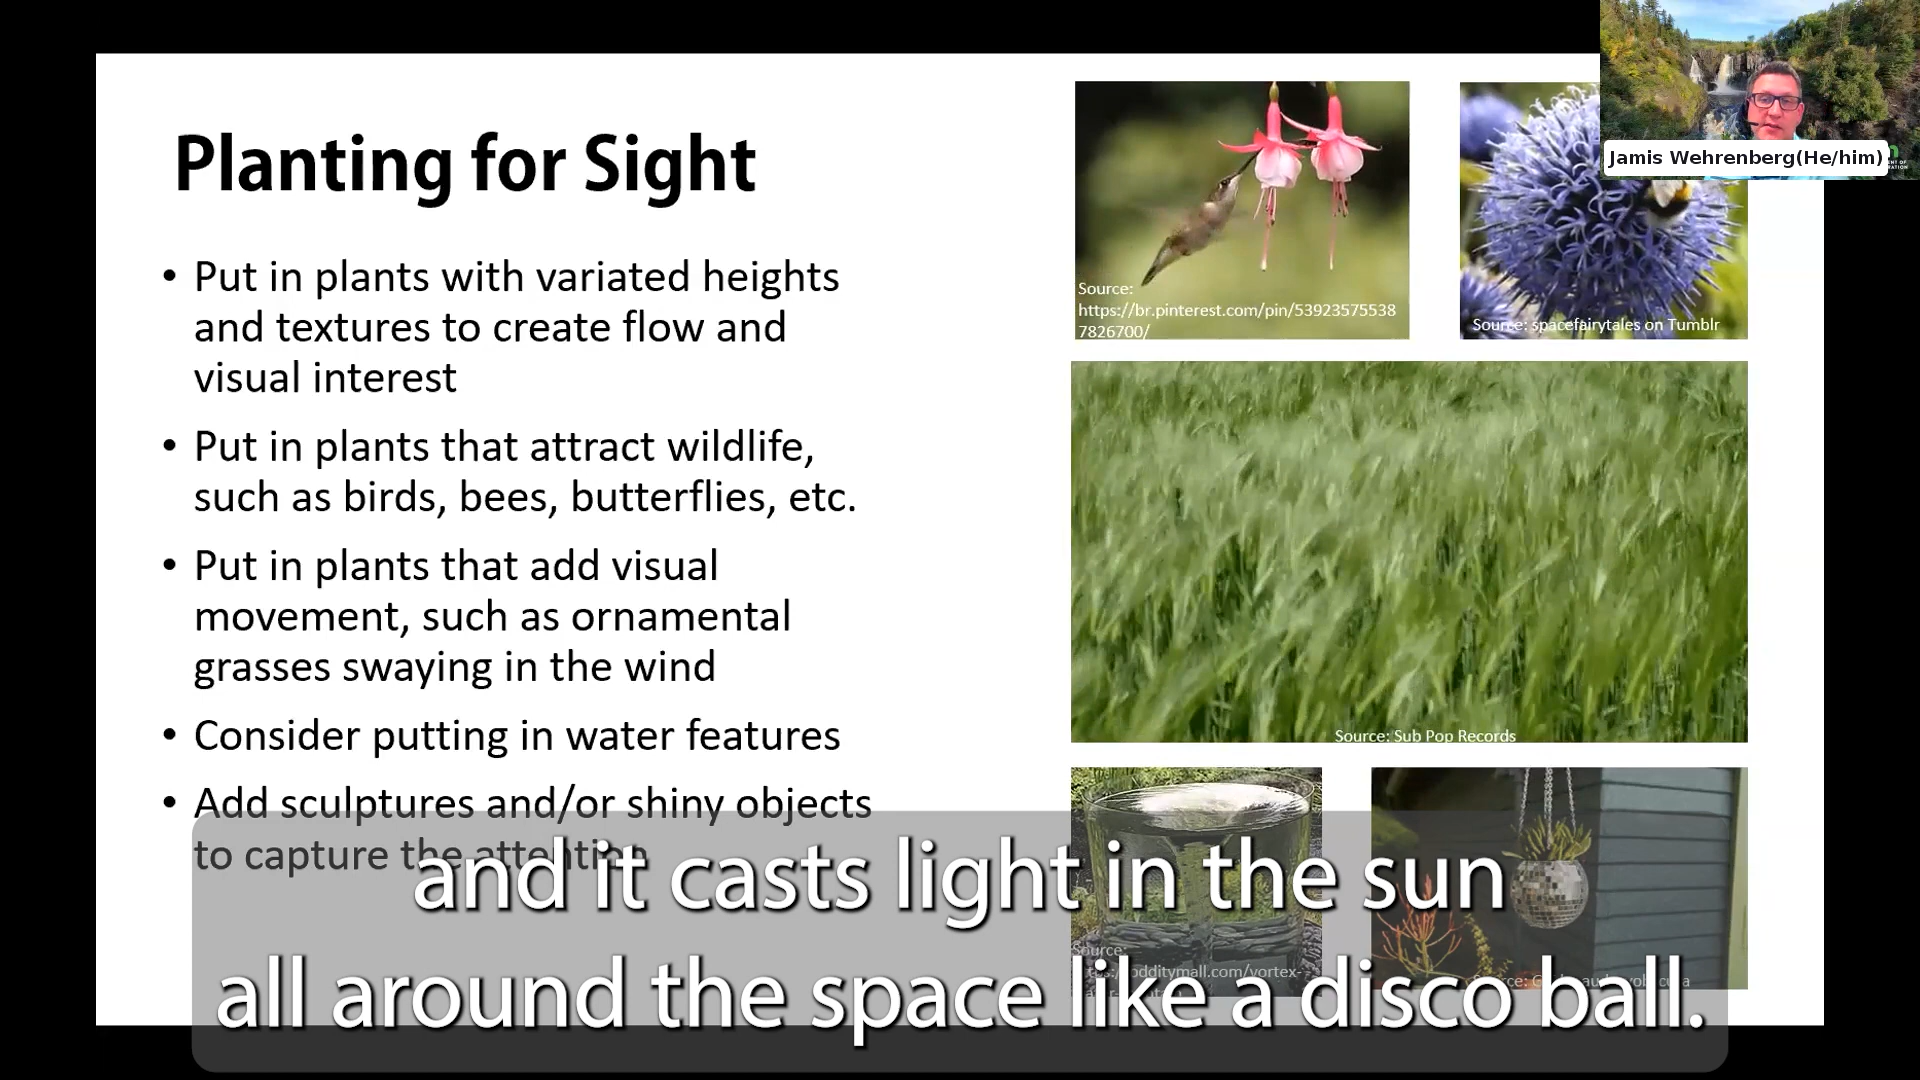 Planting for Sight
• Put in plants with variated heights
and textures to create flow and
visual interest
• Put in plants that attract wildlife,
such as birds, bees, butterflies, etc.
• Put in plants that add visual
movement, such as ornamental
grasses swaying in the wind
• Consider putting in water features
• Add sculptures and/or shiny objects
to capture the attention
Source:
https://br.pinterest.com/pin/53923575538
7826700/
Source: spacefairytales on Tumblr
Jamis Wehrenberg(He/him)
Source: Sub Pop Records
Source:
odditymall.com/vortex-
and it casts light in the sun
all around the space like a disco ball.